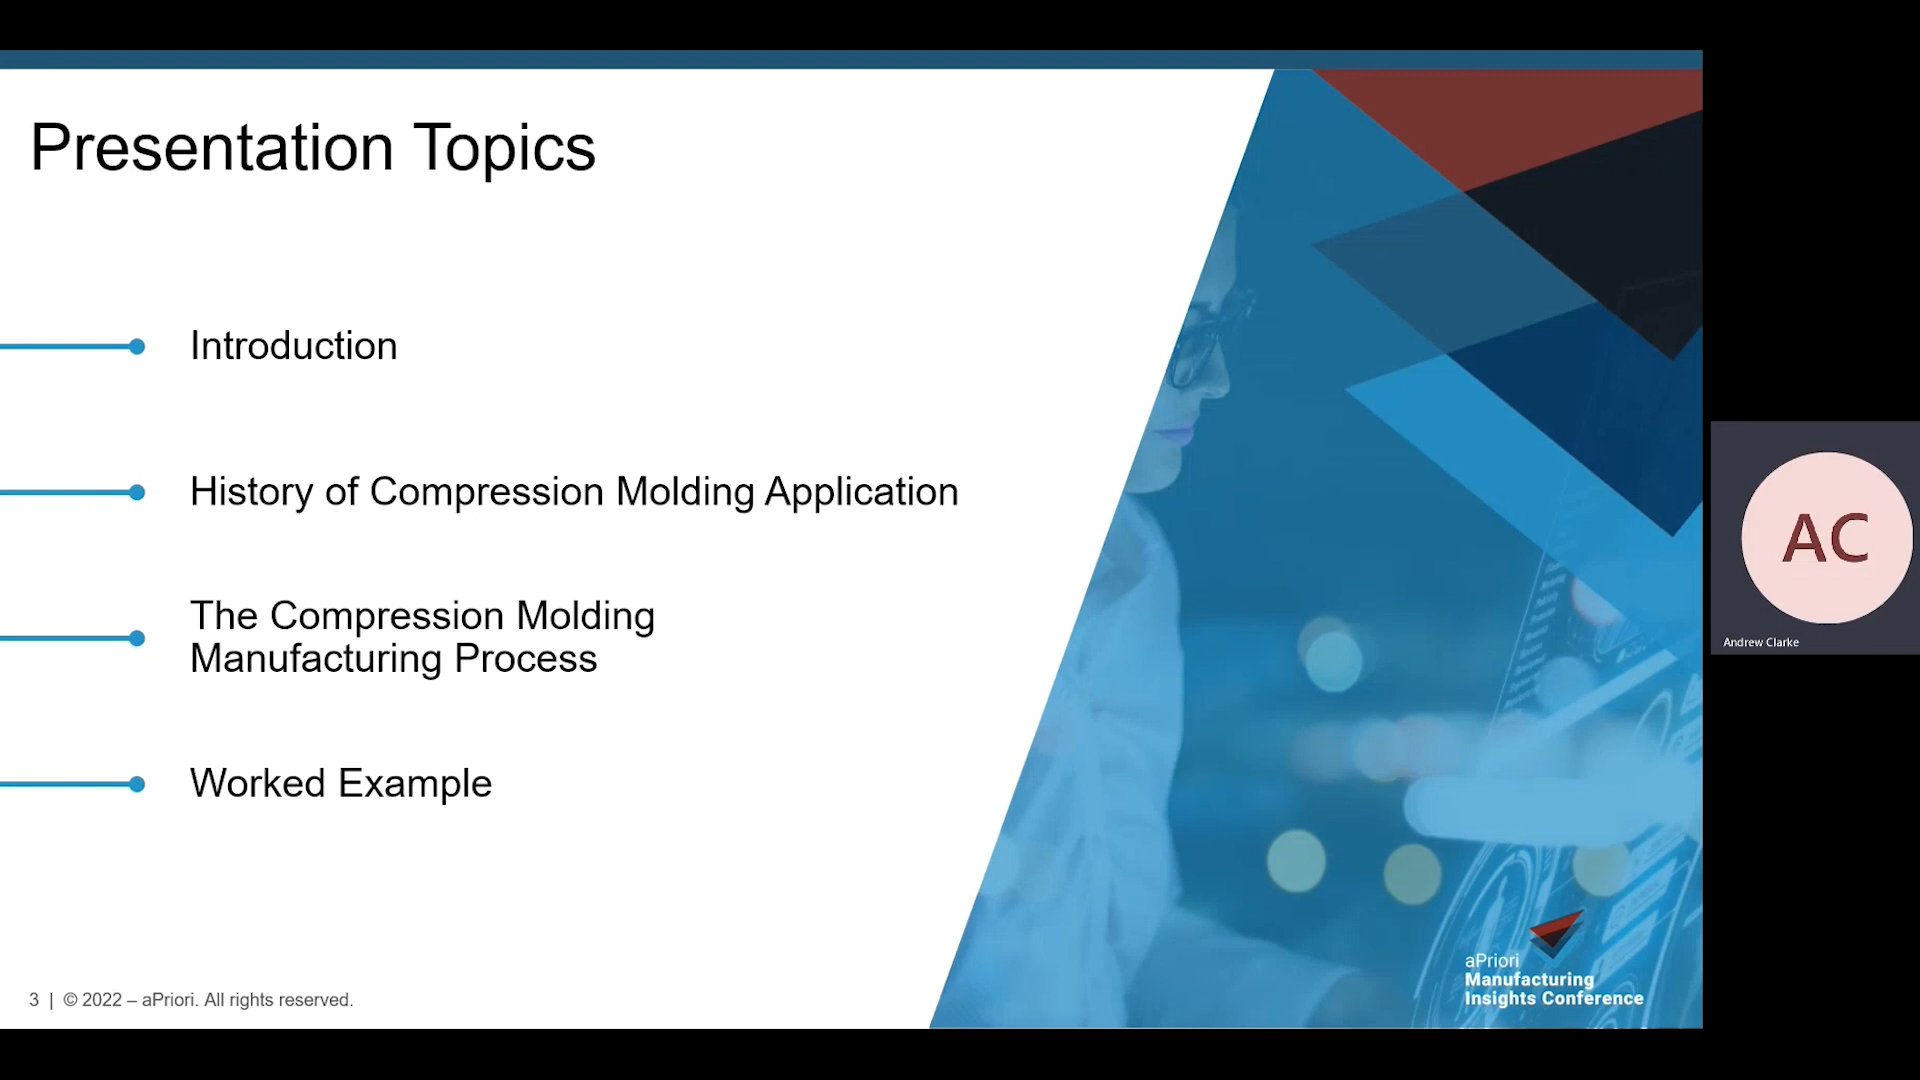 Presentation Topics
Introduction
History of Compression Molding Application
The Compression Molding
Manufacturing Process
Worked Example
3 | © 2022 – aPriori. All rights reserved.
aPriori
Manufacturing
Insights Conference
AC
Andrew Clarke